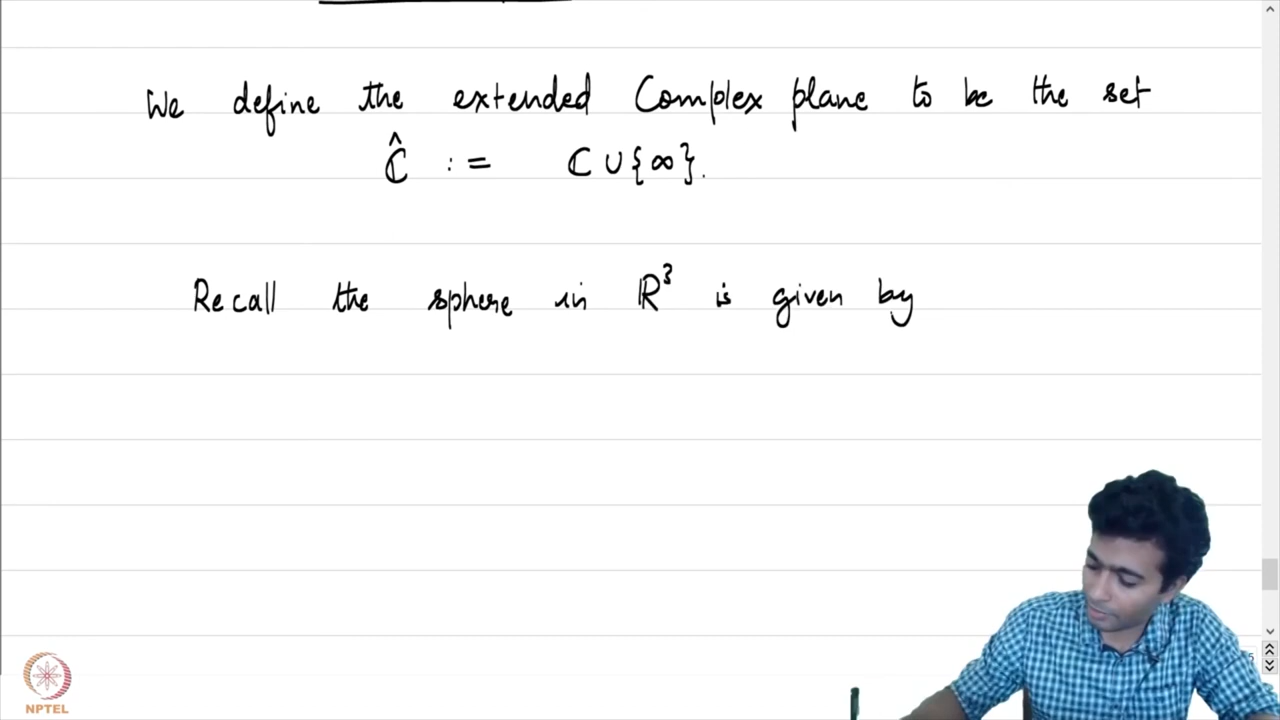 We define the extended Complex plane to be the set
ℂ̂ := ℂ ∪ {∞}.
Recall the sphere in ℝ³ is given by
NPTEL